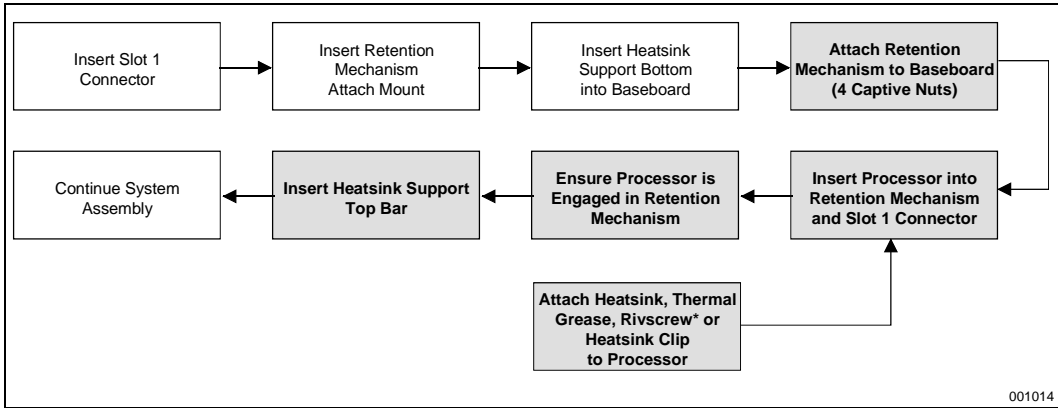 Insert Slot 1
Connector
Insert Retention
Mechanism
Attach Mount
Insert Heatsink
Support Bottom
into Baseboard
Attach Retention
Mechanism to Baseboard
(4 Captive Nuts)
Insert Processor into
Retention Mechanism
and Slot 1 Connector
Ensure Processor is
Engaged in Retention
Mechanism
Insert Heatsink Support
Top Bar
Continue System
Assembly
Attach Heatsink, Thermal
Grease, Rivscrew* or
Heatsink Clip
to Processor
001014